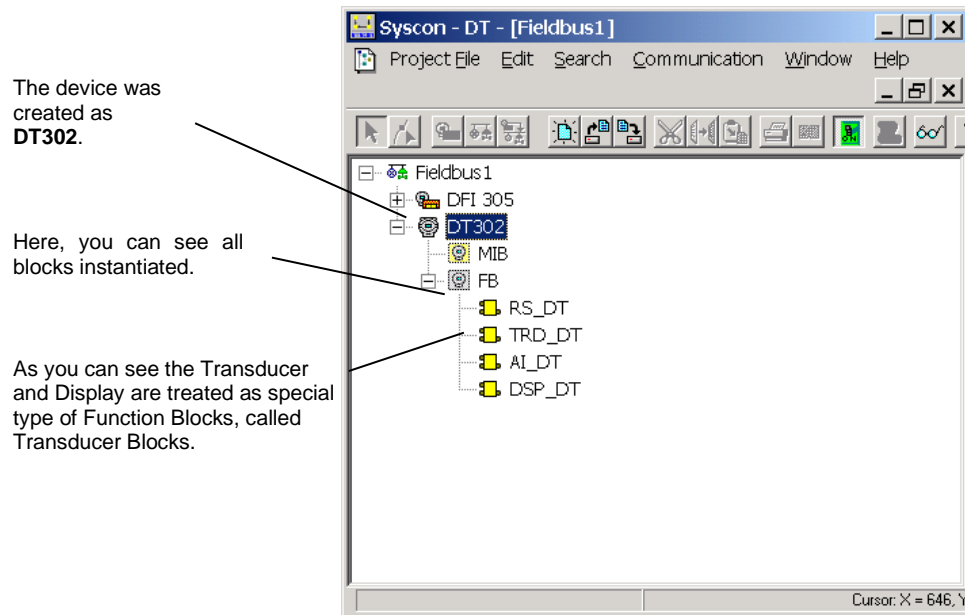 The device was
created as
DT302.
Here, you can see all
blocks instantiated.
As you can see the Transducer
and Display are treated as special
type of Function Blocks, called
Transducer Blocks.
Syscon - DT - [Fieldbus1]
Project File Edit Search Communication Window Help
Fieldbus1
DFI 305
DT302
MIB
FB
RS_DT
TRD_DT
AI_DT
DSP_DT
Cursor: X = 646, Y